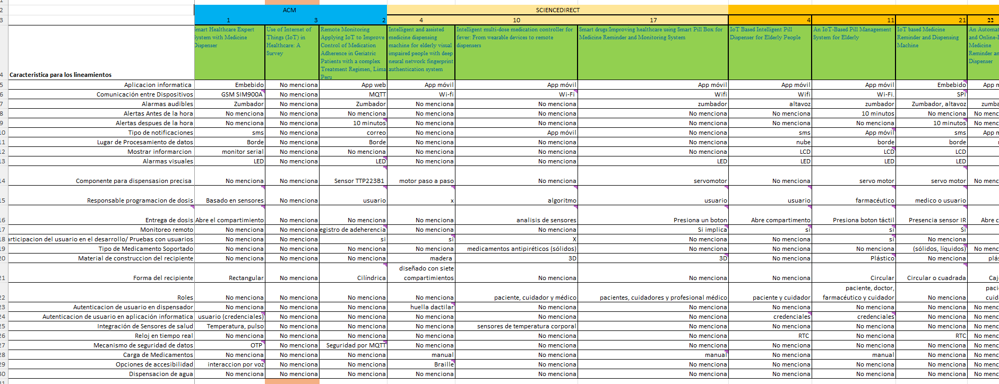 2 ACM SCIENCEDIRECT
3 1 3 2 4 10 17 4 11 21 22
Smart Healthcare Expert System with Medicine Dispenser
Use of Internet of Things (IoT) in Healthcare: A Survey
Remote Monitoring Applying IoT to Improve Control of Medication Adherence in Geriatric Patients with a complex Treatment Regimen, Lima Peru
Intelligent and assisted medicine dispensing machine for elderly visual impaired people with deep neural network fingerprint authentication system
Intelligent multi-dose medication controller for fever: From wearable devices to remote dispensers
Smart drugs:Improving healthcare using Smart Pill Box for Medicine Reminder and Monitoring System
IoT Based Intelligent Pill Dispenser for Elderly People
An IoT-Based Pill Management System for Elderly
IoT based Medicine Reminder and Dispensing Machine
An Automat and Online- Medicine Reminder an Dispenser
4 Caracteristica para los lineamientos
5 Aplicacion informatica Embebido No menciona App web App móvil App móvil App móvil App móvil App móvil Embebido App m
6 Comunicación entre Dispositivos GSM SIM900A No menciona MQTT Wi-fi Wi-Fi Wifi Wifi Wi-Fi. SPI
7 Alarmas audibles Zumbador No menciona Zumbador No menciona No menciona zumbador altavoz zumbador Zumbador, altavoz zumba
8 Alertas Antes de la hora No menciona No menciona No menciona No menciona No menciona No menciona No menciona 10 minutos No menciona No menc
9 Alertas despues de la hora No menciona No menciona 10 minutos No menciona No menciona No menciona No menciona No menciona 10 minutos No menc
10 Tipo de notificaciones sms No menciona correo No menciona App móvil No menciona sms App móvil sms App m
11 Lugar de Procesamiento de datos Borde No menciona Borde No menciona No menciona No menciona nube borde borde
12 Mostrar informarcion monitor serial No menciona No menciona No menciona No menciona No menciona LCD LCD LCD
13 Alarmas visuales LED No menciona LED No menciona No menciona LED LED LED LED
14 Componente para dispensasion precisa No menciona No menciona Sensor TTP223B1 motor paso a paso No menciona servomotor No menciona servo motor servo motor No menc
15 Responsable programacion de dosis Basado en sensores No menciona usuario x algoritmo usuario usuario farmacéutico medico o usuario
16 Entrega de dosis Abre el compartimiento No menciona No menciona No menciona analisis de sensores Presiona un boton Abre compartimento Presiona boton táctil Presencia sensor IR Abre c
17 Monitoreo remoto No menciona No menciona egistro de adeherencia No menciona No menciona Si implica si si Si
18 articipacion del usuario en el desarrollo/ Pruebas con usuarios No menciona No menciona si si X No menciona No menciona si No menciona
19 Tipo de Medicamento Soportado No menciona No menciona No menciona No menciona medicamentos antipiréticos (sólidos) No menciona No menciona No menciona (sólidos, líquidos) No menc
20 Material de construccion del recipiente No menciona No menciona No menciona madera 3D 3D No menciona Plástico No menciona plás
21 Forma del recipiente Rectangular No menciona Cilíndrica diseñado con siete compartimientos No menciona No menciona No menciona Circular Circular o cuadrada Caj
22 Roles No menciona No menciona No menciona No menciona paciente, cuidador y médico pacientes, cuidadores y profesional médico paciente y cuidador paciente, doctor, farmacéutico y cuidador No menciona paci cuid
23 Autenticacion de usuario en dispensador No menciona No menciona No menciona huella dactilar No menciona No menciona No menciona No menciona No menciona No menc
24 Autenticacion de usuario en aplicación informatica usuario (credenciales) No menciona No menciona No menciona No menciona No menciona credenciales credenciales No menciona No menc
25 Integración de Sensores de salud Temperatura, pulso No menciona No menciona No menciona sensores de temperatura corporal No menciona No menciona No menciona No menciona No menc
26 Reloj en tiempo real No menciona No menciona No menciona No menciona No menciona No menciona RTC No menciona RTC No menc
27 Mecanismo de seguridad de datos OTP No menciona Seguridad por MQTT No menciona No menciona No menciona No menciona No menciona No menciona No menc
28 Carga de Medicamentos No menciona No menciona No menciona manual No menciona manual No menciona manual No menciona No menc
29 Opciones de accesibilidad interaccion por voz No menciona No menciona Braille No menciona No menciona No menciona No menciona No menciona No menc
30 Dispensacion de agua No menciona No menciona No menciona No menciona No menciona No menciona No menciona No menciona No menciona No menc
31